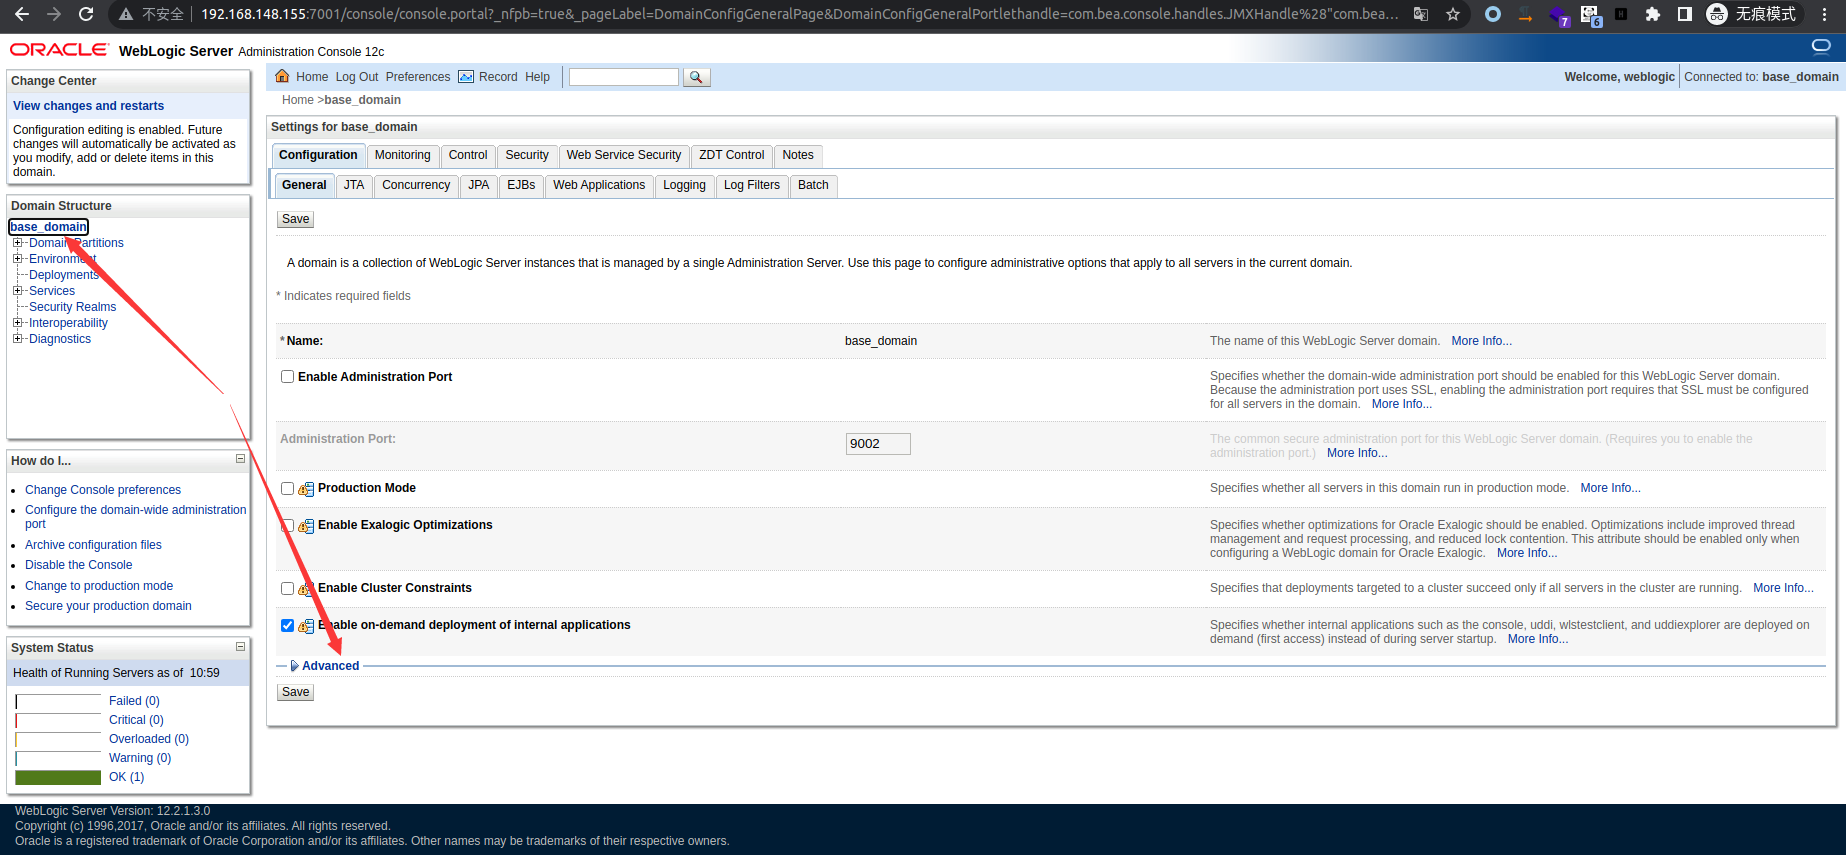 不安全
192.168.148.155:7001/console/console.portal?_nfpb=true&_pageLabel=DomainConfigGeneralPage&DomainConfigGeneralPortlethandle=com.bea.console.handles.JMXHandle%28"com.bea...
7
6
无痕模式
ORACLE WebLogic Server Administration Console 12c
Change Center
View changes and restarts
Configuration editing is enabled. Future
changes will automatically be activated as
you modify, add or delete items in this
domain.
Domain Structure
base_domain
Domain Partitions
Environment
Deployments
Services
Security Realms
Interoperability
Diagnostics
How do I...
Change Console preferences
Configure the domain-wide administration
port
Archive configuration files
Disable the Console
Change to production mode
Secure your production domain
System Status
Health of Running Servers as of 10:59
Failed (0)
Critical (0)
Overloaded (0)
Warning (0)
OK (1)
Home Log Out Preferences Record Help
Welcome, weblogic Connected to: base_domain
Home >base_domain
Settings for base_domain
Configuration Monitoring Control Security Web Service Security ZDT Control Notes
General JTA Concurrency JPA EJBs Web Applications Logging Log Filters Batch
Save
A domain is a collection of WebLogic Server instances that is managed by a single Administration Server. Use this page to configure administrative options that apply to all servers in the current domain.
* Indicates required fields
* Name: base_domain The name of this WebLogic Server domain. More Info...
Enable Administration Port
Specifies whether the domain-wide administration port should be enabled for this WebLogic Server domain.
Because the administration port uses SSL, enabling the administration port requires that SSL must be configured
for all servers in the domain. More Info...
Administration Port: 9002
The common secure administration port for this WebLogic Server domain. (Requires you to enable the
administration port.) More Info...
Production Mode Specifies whether all servers in this domain run in production mode. More Info...
Enable Exalogic Optimizations
Specifies whether optimizations for Oracle Exalogic should be enabled. Optimizations include improved thread
management and request processing, and reduced lock contention. This attribute should be enabled only when
configuring a WebLogic domain for Oracle Exalogic. More Info...
Enable Cluster Constraints Specifies that deployments targeted to a cluster succeed only if all servers in the cluster are running. More Info...
Enable on-demand deployment of internal applications
Specifies whether internal applications such as the console, uddi, wlstestclient, and uddiexplorer are deployed on
demand (first access) instead of during server startup. More Info...
Advanced
Save
WebLogic Server Version: 12.2.1.3.0
Copyright (c) 1996,2017, Oracle and/or its affiliates. All rights reserved.
Oracle is a registered trademark of Oracle Corporation and/or its affiliates. Other names may be trademarks of their respective owners.